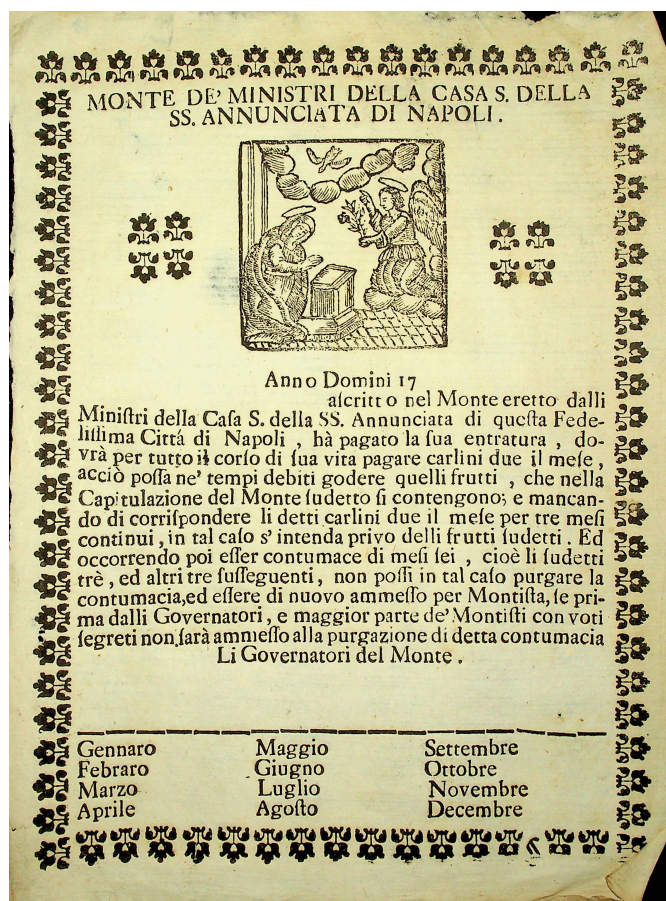 MONTE DE' MINISTRI DELLA CASA S. DELLA
SS. ANNUNCIATA DI NAPOLI.
Anno Domini 17
aſcritt o nel Monte eretto dalli
Miniſtri della Caſa S. della SS. Annunciata di queſta Fede-
liſſima Cittá di Napoli , hà pagato la ſua entratura , do-
vrà per tutto il corſo di ſua vita pagare carlini due il meſe ,
acciò poſſa ne' tempi debiti godere quelli frutti , che nella
Capitulazione del Monte ſudetto ſi contengono; e mancan-
do di corriſpondere li detti carlini due il meſe per tre meſi
continui, in tal caſo s' intenda privo delli frutti ſudetti . Ed
occorrendo poi eſſer contumace di meſi ſei , cioè li ſudetti
trè , ed altri tre ſuſſeguenti , non poſſi in tal caſo purgare la
contumacia,ed eſſere di nuovo ammeſſo per Montiſta, ſe pri-
ma dalli Governatori, e maggior parte de' Montiſti con voti
ſegreti non ſarà ammeſſo alla purgazione di detta contumacia
Li Governatori del Monte .
Gennaro Maggio Settembre
Febraro Giugno Ottobre
Marzo Luglio Novembre
Aprile Agoſto Decembre